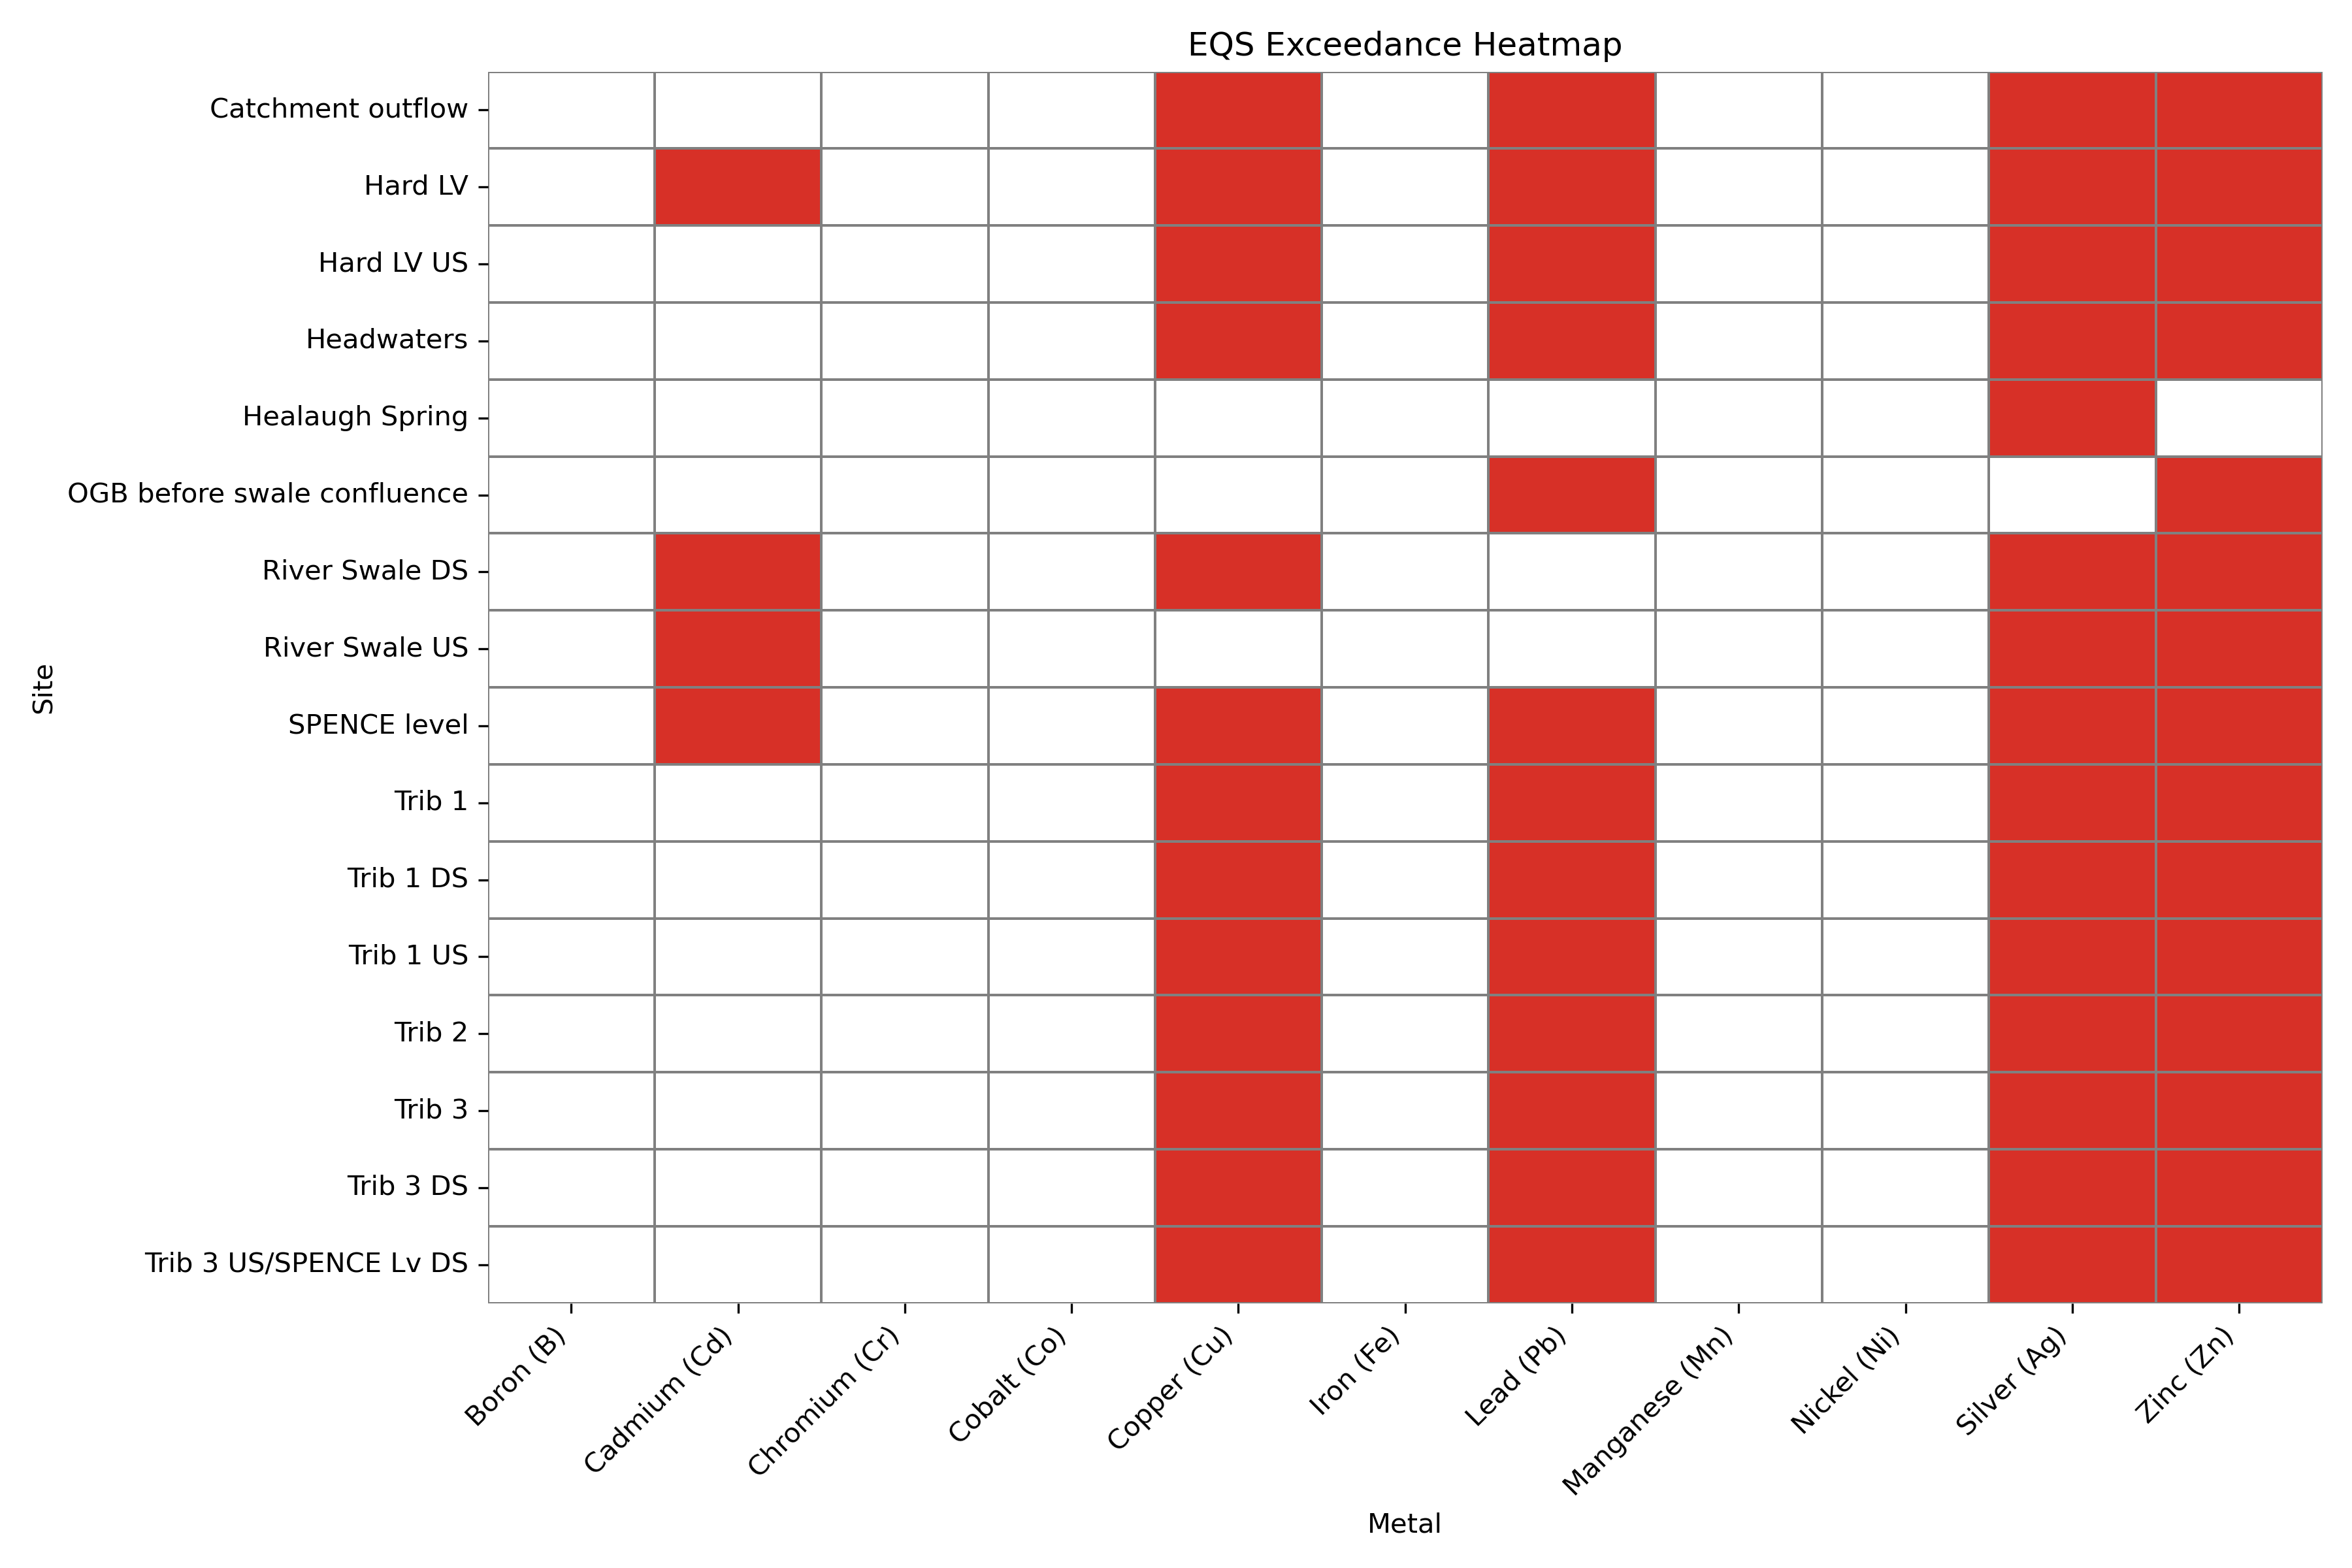 EQS Exceedance Heatmap
Catchment outflow
Hard LV
Hard LV US
Headwaters
Healaugh Spring
OGB before swale confluence
River Swale DS
River Swale US
SPENCE level
Trib 1
Trib 1 DS
Trib 1 US
Trib 2
Trib 3
Trib 3 DS
Trib 3 US/SPENCE Lv DS
Site
Boron (B)
Cadmium (Cd)
Chromium (Cr)
Cobalt (Co)
Copper (Cu)
Iron (Fe)
Lead (Pb)
Manganese (Mn)
Nickel (Ni)
Silver (Ag)
Zinc (Zn)
Metal